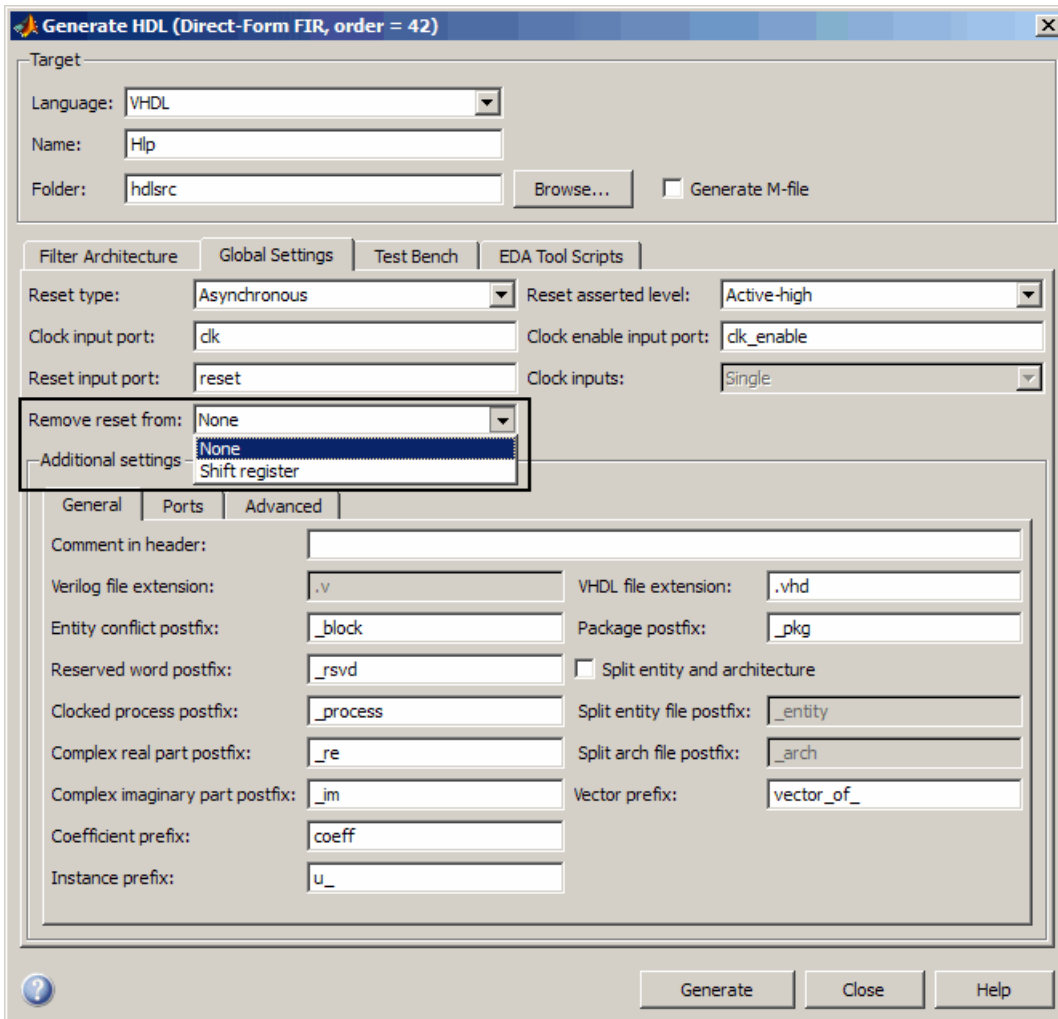 Generate HDL (Direct-Form FIR, order = 42)
Target
Language: VHDL
Name: Hlp
Folder: hdlsrc Browse... Generate M-file
Filter Architecture Global Settings Test Bench EDA Tool Scripts
Reset type: Asynchronous Reset asserted level: Active-high
Clock input port: clk Clock enable input port: clk_enable
Reset input port: reset Clock inputs: Single
Remove reset from: None
None
Additional settings
Shift register
General Ports Advanced
Comment in header:
Verilog file extension: .v VHDL file extension: .vhd
Entity conflict postfix: _block Package postfix: _pkg
Reserved word postfix: _rsvd Split entity and architecture
Clocked process postfix: _process Split entity file postfix: _entity
Complex real part postfix: _re Split arch file postfix: _arch
Complex imaginary part postfix: _im Vector prefix: vector_of_
Coefficient prefix: coeff
Instance prefix: u_
? Generate Close Help